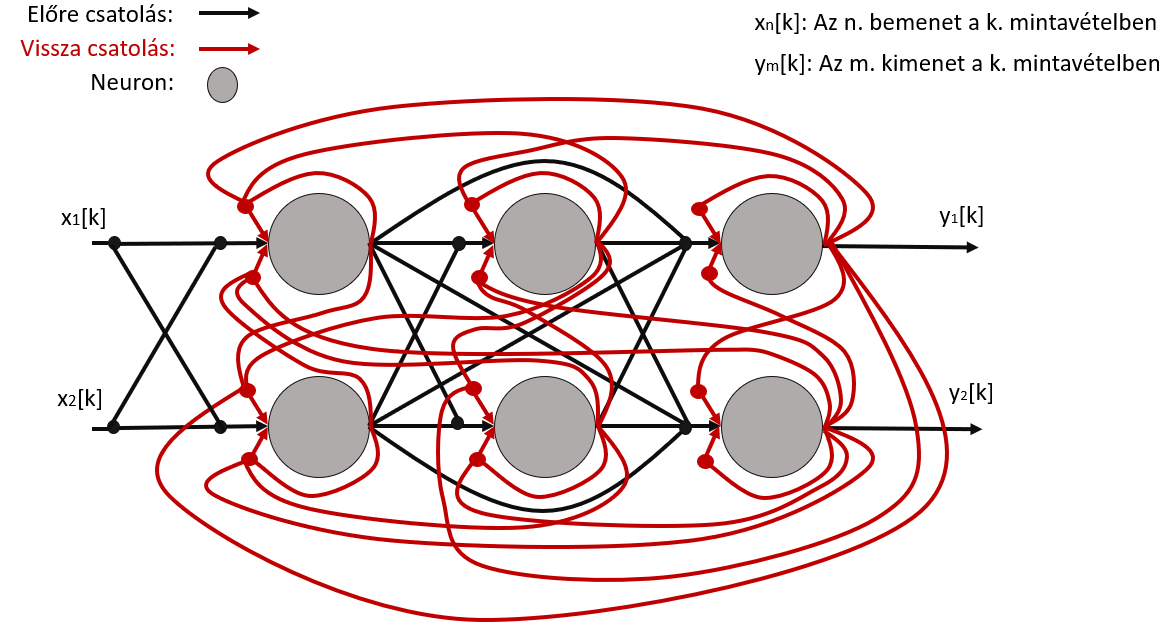 Előre csatolás:
Vissza csatolás:
Neuron:
xn[k]: Az n. bemenet a k. mintavételben
ym[k]: Az m. kimenet a k. mintavételben
x1[k]
y1[k]
x2[k]
y2[k]